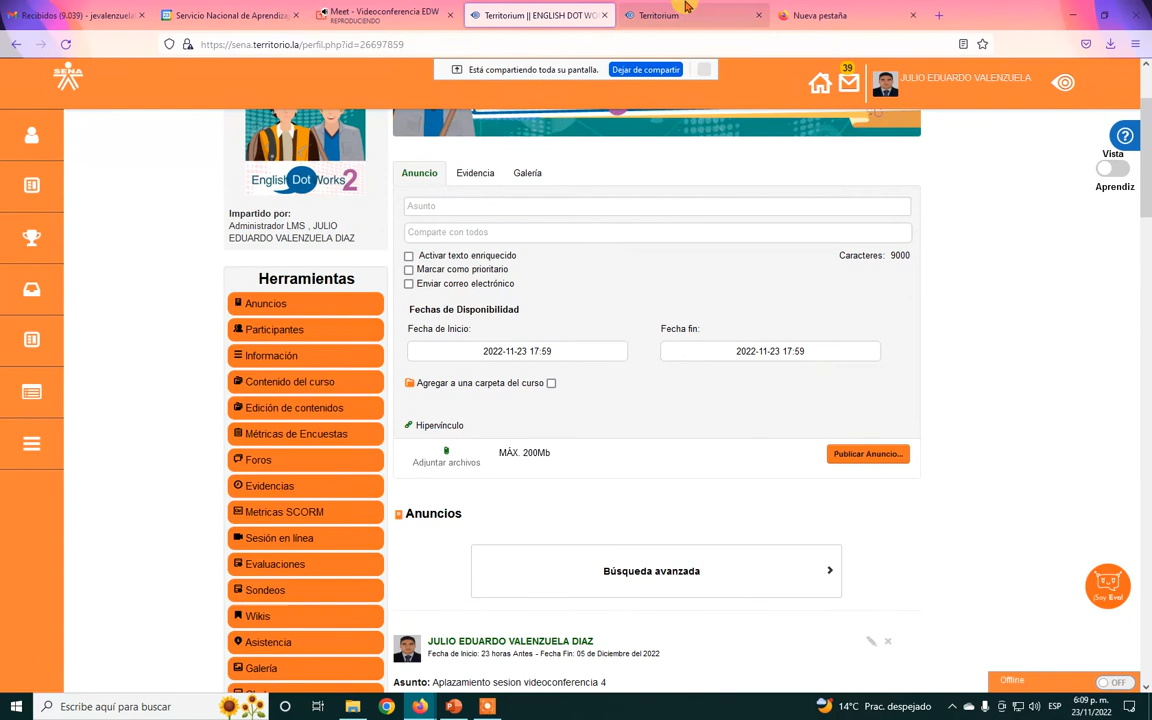 Recibidos (9.039) - jevalenzuela
Servicio Nacional de Aprendizaje
Meet - Videoconferencia EDW
REPRODUCIENDO
Territorium || ENGLISH DOT WO
Territorium
Nueva pestaña
https://sena.territorio.la/perfil.php?id=26697859
Está compartiendo toda su pantalla.
Dejar de compartir
SENA
39
JULIO EDUARDO VALENZUELA
Vista
Aprendiz
English Dot Works 2
Impartido por:
Administrador LMS , JULIO
EDUARDO VALENZUELA DIAZ
Herramientas
Anuncios
Participantes
Información
Contenido del curso
Edición de contenidos
Métricas de Encuestas
Foros
Evidencias
Metricas SCORM
Sesión en línea
Evaluaciones
Sondeos
Wikis
Asistencia
Galería
Anuncio
Evidencia
Galería
Asunto
Comparte con todos
Activar texto enriquecido
Caracteres: 9000
Marcar como prioritario
Enviar correo electrónico
Fechas de Disponibilidad
Fecha de Inicio:
Fecha fin:
2022-11-23 17:59
2022-11-23 17:59
Agregar a una carpeta del curso
Hipervínculo
Adjuntar archivos
MÁX. 200Mb
Publicar Anuncio...
Anuncios
Búsqueda avanzada
JULIO EDUARDO VALENZUELA DIAZ
Fecha de Inicio: 23 horas Antes - Fecha Fin: 05 de Diciembre del 2022
Asunto: Aplazamiento sesion videoconferencia 4
¡Soy Eva!
Offline
OFF
Escribe aquí para buscar
14°C Prac. despejado
ESP
6:09 p. m.
23/11/2022